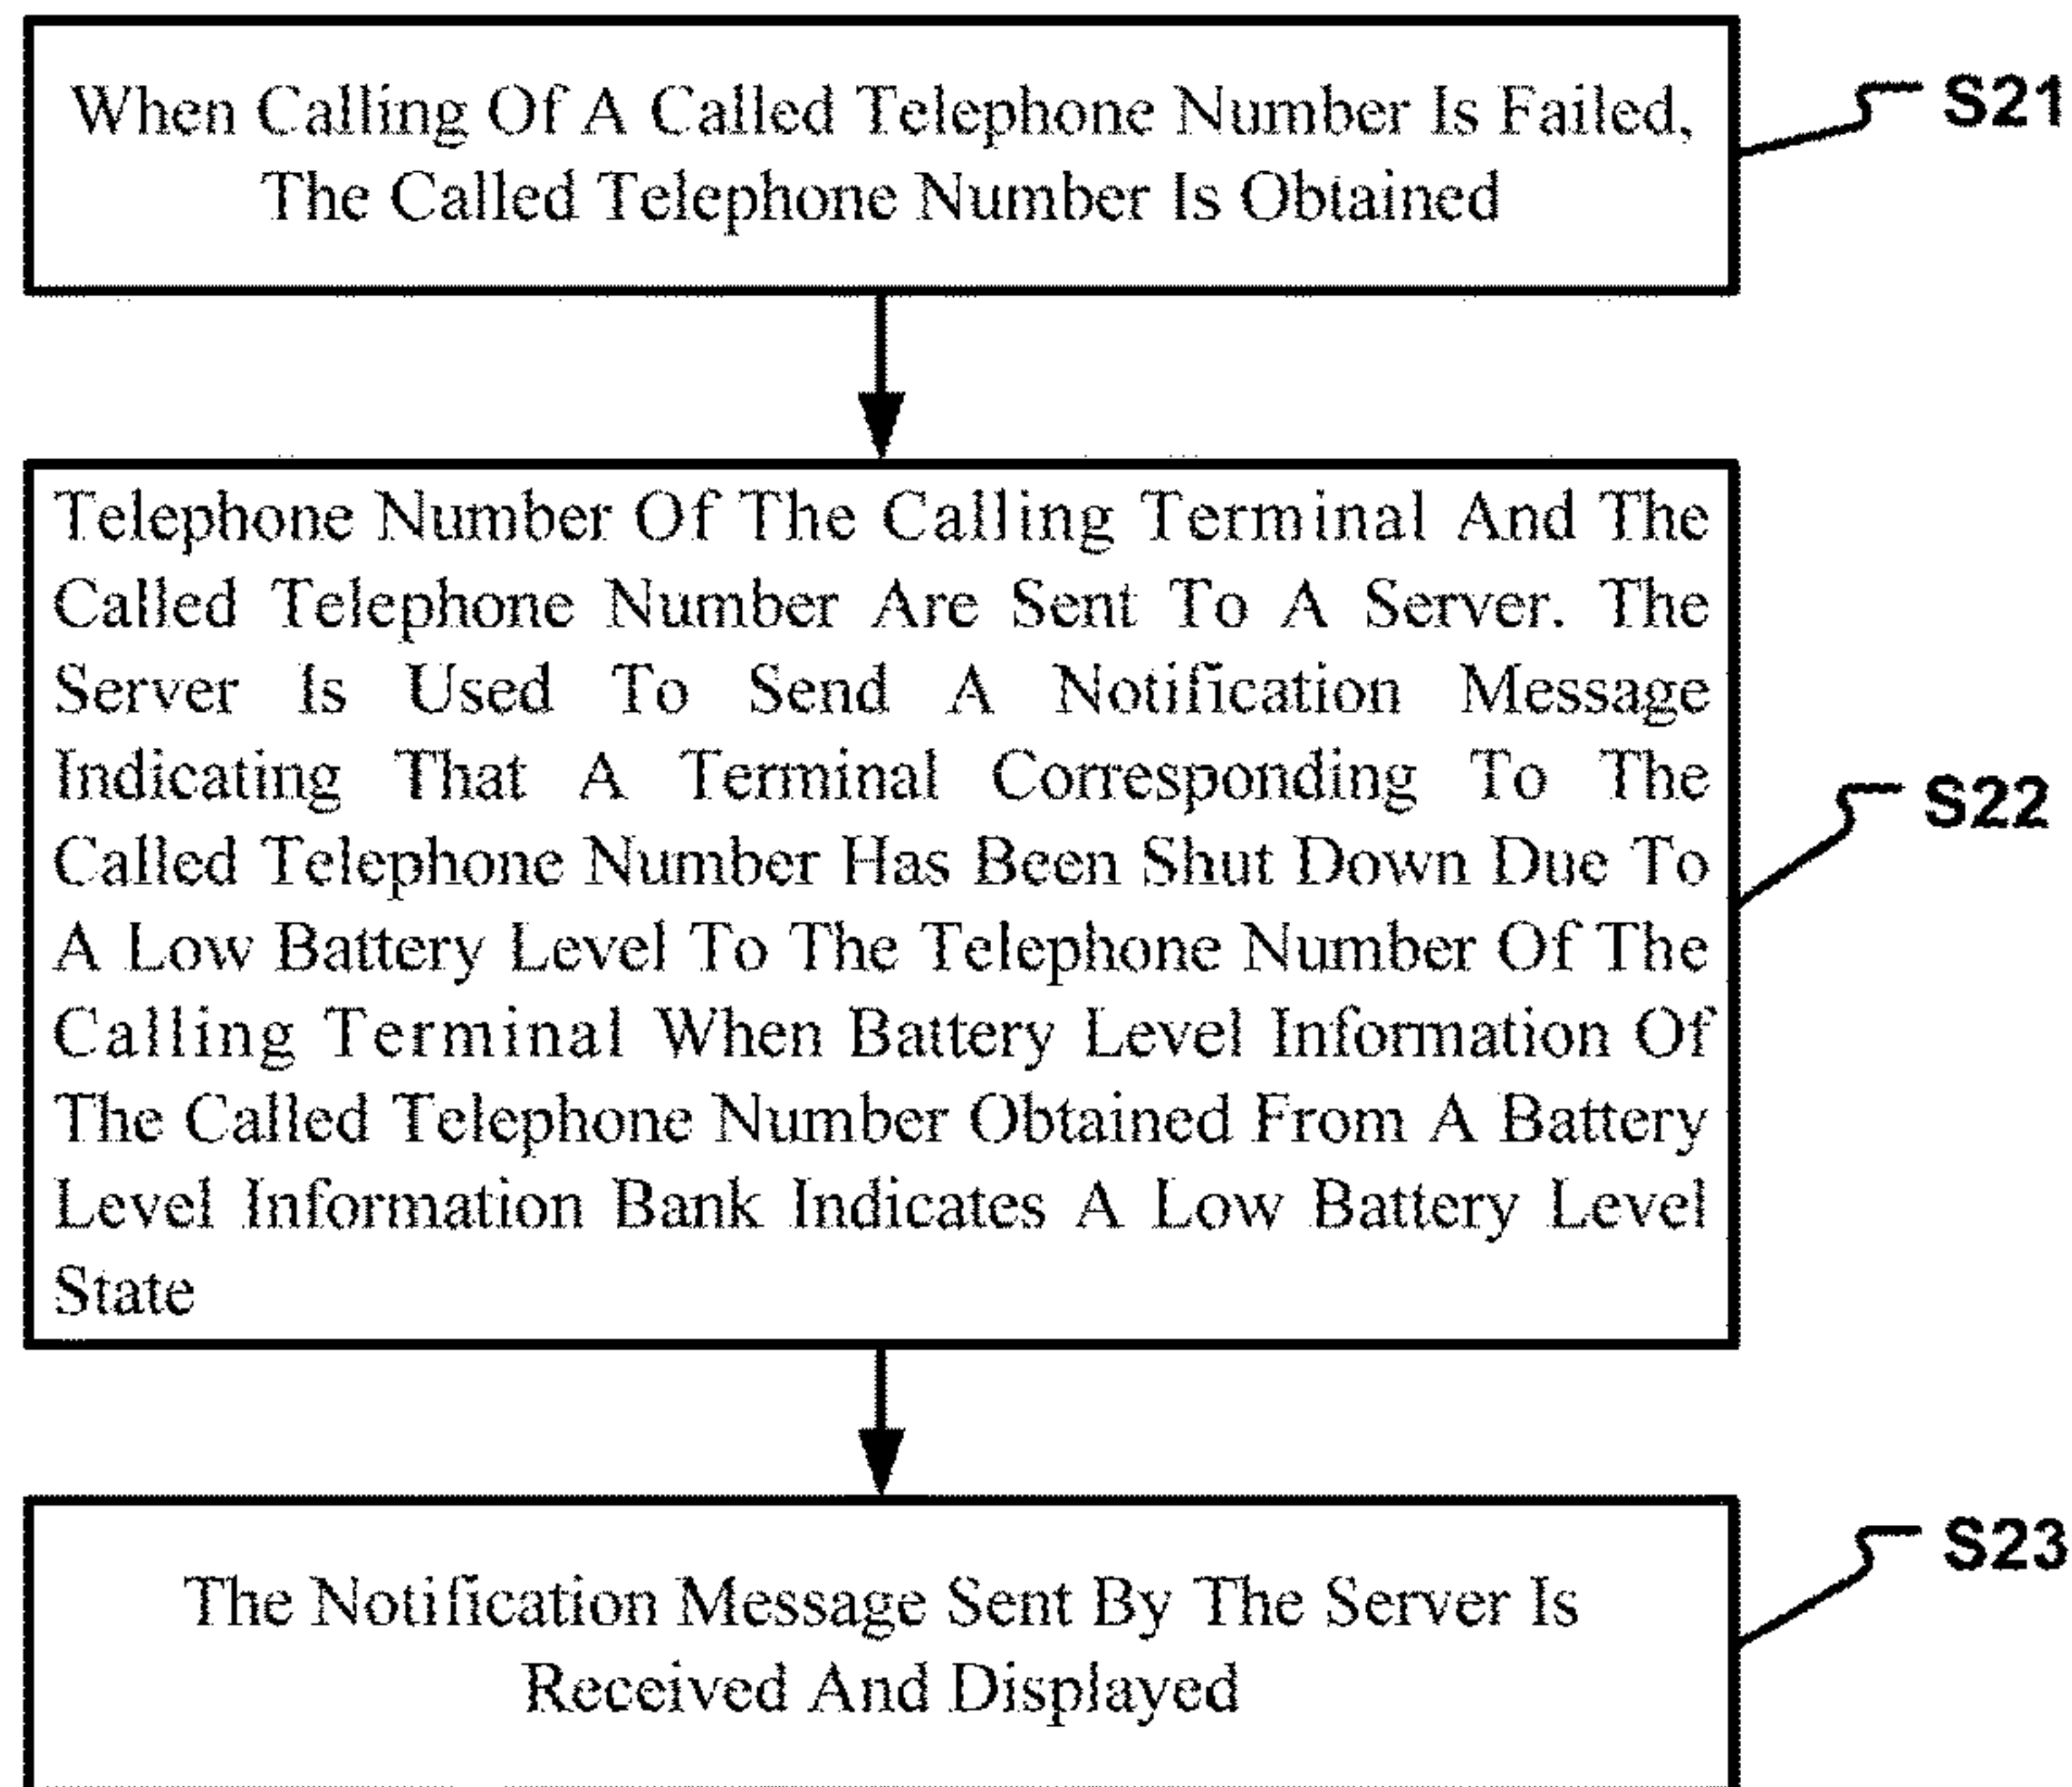 When Calling Of A Called Telephone Number Is Failed,
The Called Telephone Number Is Obtained
S21
Telephone Number Of The Calling Terminal And The
Called Telephone Number Are Sent To A Server. The
Server Is Used To Send A Notification Message
Indicating That A Terminal Corresponding To The
Called Telephone Number Has Been Shut Down Due To
A Low Battery Level To The Telephone Number Of The
Calling Terminal When Battery Level Information Of
The Called Telephone Number Obtained From A Battery
Level Information Bank Indicates A Low Battery Level
State
S22
The Notification Message Sent By The Server Is
Received And Displayed
S23